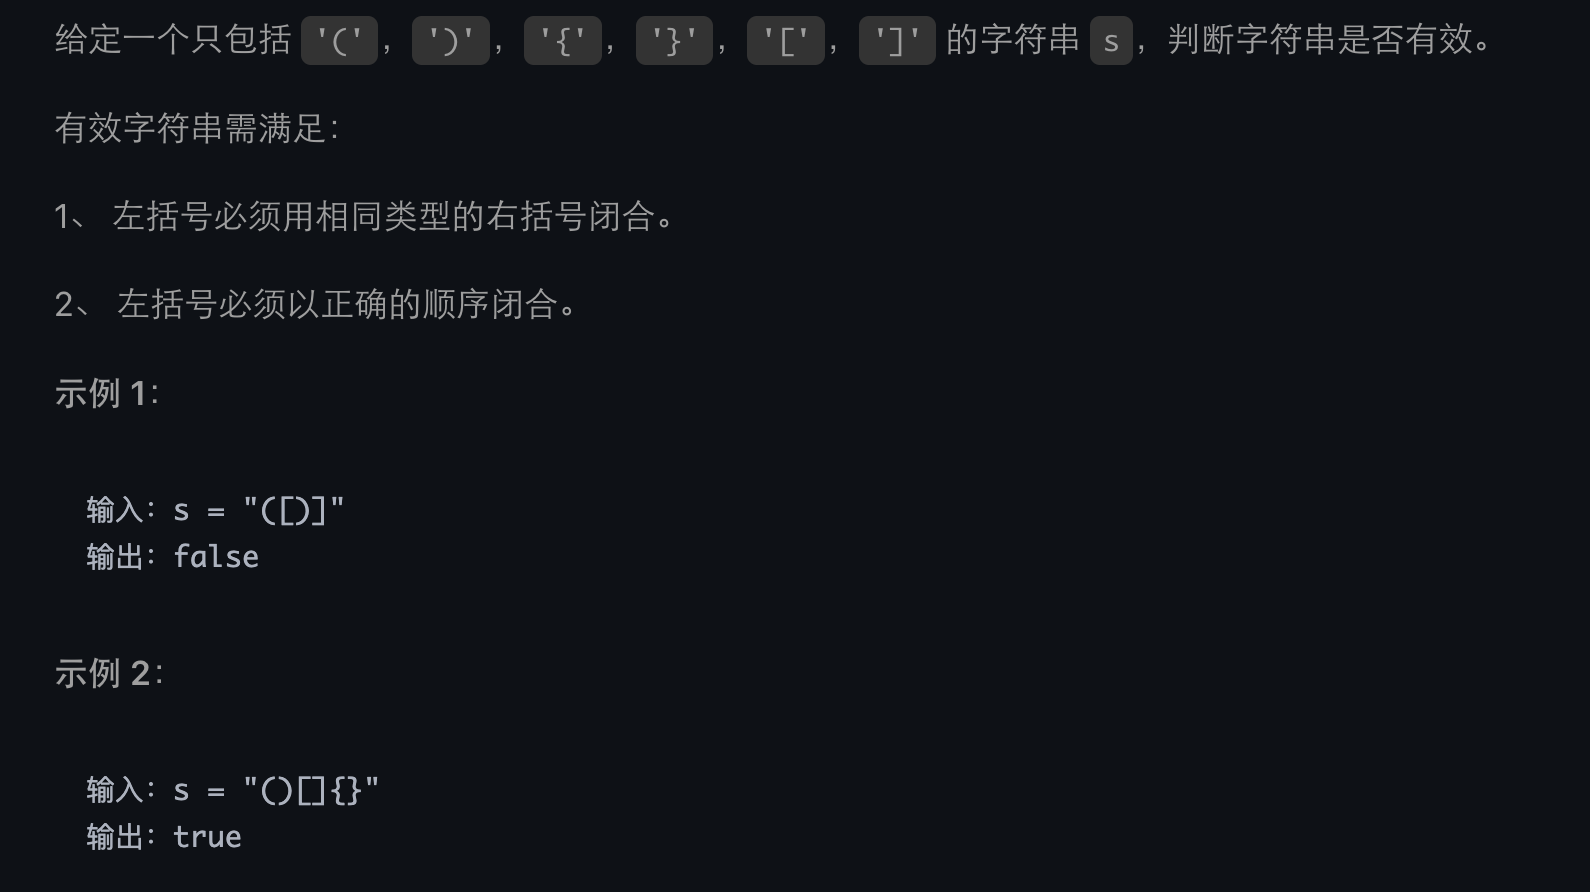 给定一个只包括 '('，')'，'{'，'}'，'['，']' 的字符串 s，判断字符串是否有效。
有效字符串需满足：
1、 左括号必须用相同类型的右括号闭合。
2、 左括号必须以正确的顺序闭合。
示例 1：
输入：s = "([)]"
输出：false
示例 2：
输入：s = "()[]{}"
输出：true